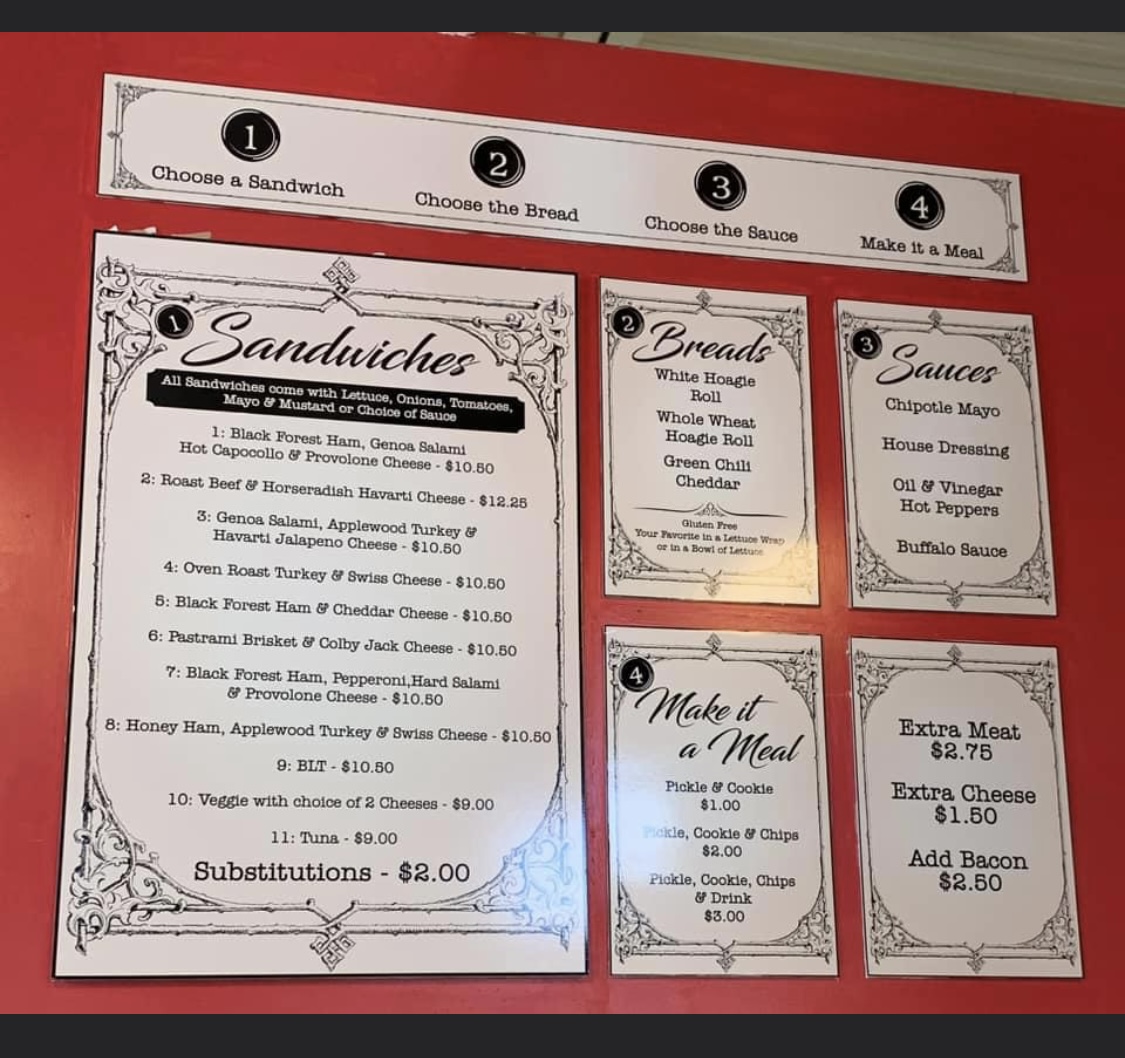 1
Choose a Sandwich
2
Choose the Bread
3
Choose the Sauce
4
Make it a Meal
1
Sandwiches
All Sandwiches come with Lettuce, Onions, Tomatoes,
Mayo & Mustard or Choice of Sauce
1: Black Forest Ham, Genoa Salami
Hot Capocollo & Provolone Cheese - $10.50
2: Roast Beef & Horseradish Havarti Cheese - $12.25
3: Genoa Salami, Applewood Turkey &
Havarti Jalapeno Cheese - $10.50
4: Oven Roast Turkey & Swiss Cheese - $10.50
5: Black Forest Ham & Cheddar Cheese - $10.50
6: Pastrami Brisket & Colby Jack Cheese - $10.50
7: Black Forest Ham, Pepperoni,Hard Salami
& Provolone Cheese - $10.50
8: Honey Ham, Applewood Turkey & Swiss Cheese - $10.50
9: BLT - $10.50
10: Veggie with choice of 2 Cheeses - $9.00
11: Tuna - $9.00
Substitutions - $2.00
2
Breads
White Hoagie
Roll
Whole Wheat
Hoagie Roll
Green Chili
Cheddar
Gluten Free
Your Favorite in a Lettuce Wrap
or in a Bowl of Lettuce
3
Sauces
Chipotle Mayo
House Dressing
Oil & Vinegar
Hot Peppers
Buffalo Sauce
4
Make it
a Meal
Pickle & Cookie
$1.00
Pickle, Cookie & Chips
$2.00
Pickle, Cookie, Chips
& Drink
$3.00
Extra Meat
$2.75
Extra Cheese
$1.50
Add Bacon
$2.50